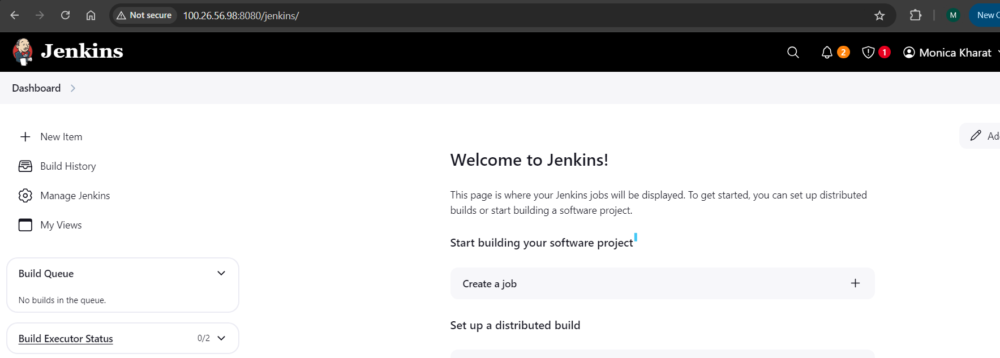 Not secure 100.26.56.98:8080/jenkins/ M New
Jenkins 2 1 Monica Kharat
Dashboard
New Item
Build History
Manage Jenkins
My Views
Build Queue
No builds in the queue.
Build Executor Status 0/2
Welcome to Jenkins!
This page is where your Jenkins jobs will be displayed. To get started, you can set up distributed
builds or start building a software project.
Start building your software project
Create a job
Set up a distributed build